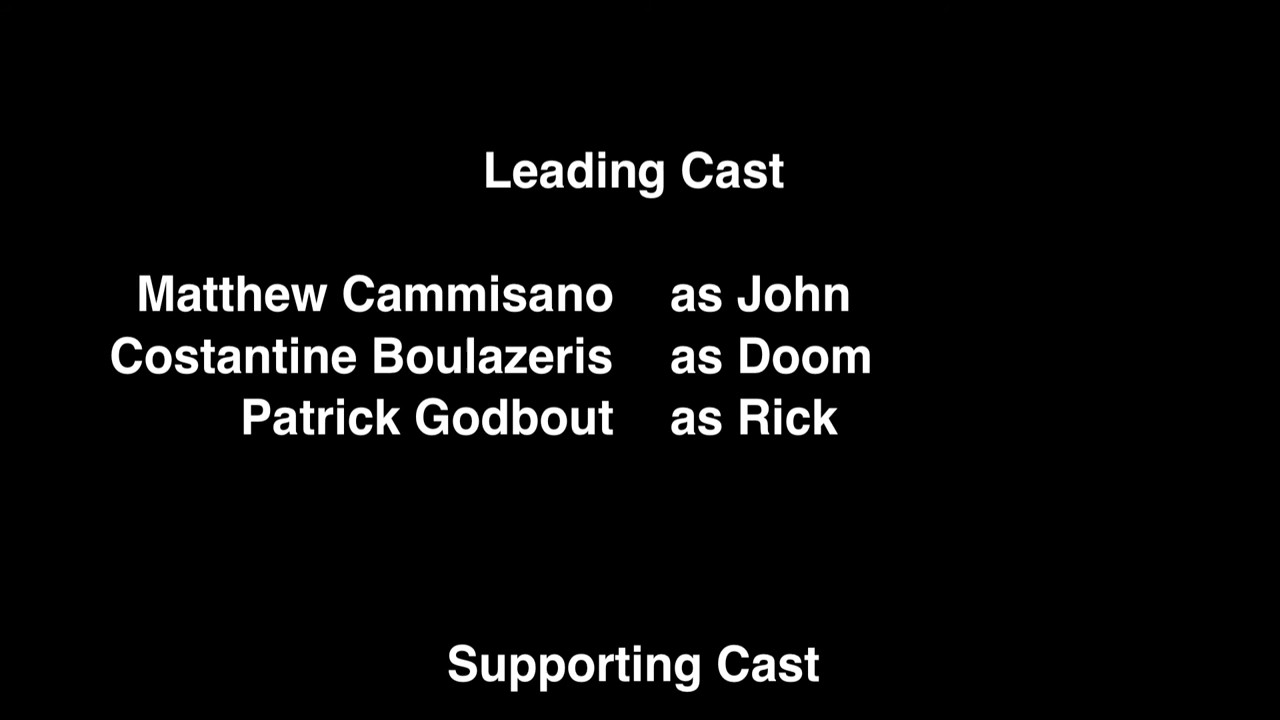 Leading Cast
Matthew Cammisano as John
Costantine Boulazeris as Doom
Patrick Godbout as Rick
Supporting Cast